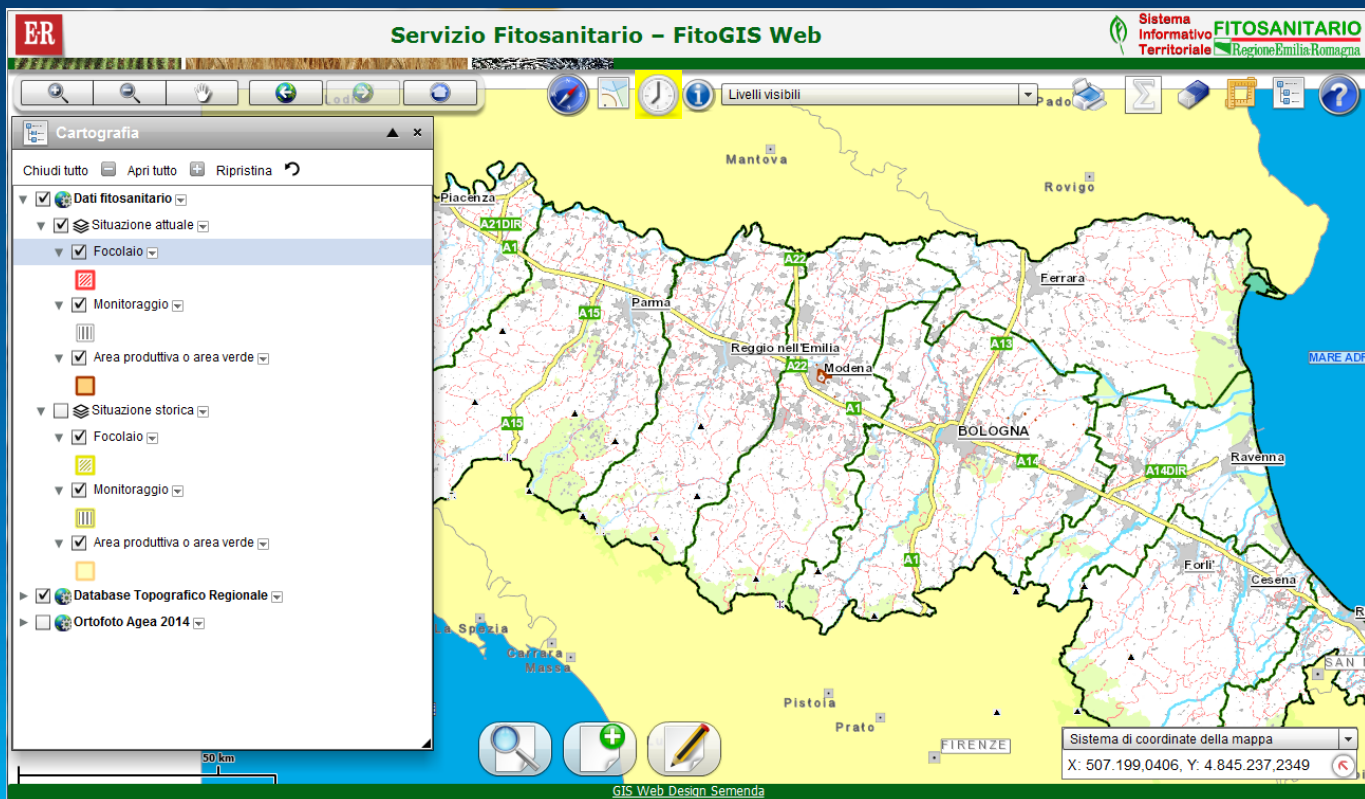 E·R
Servizio Fitosanitario – FitoGIS Web
Sistema
Informativo FITOSANITARIO
Territoriale RegioneEmilia-Romagna
Livelli visibili
Cartografia
Chiudi tutto Apri tutto Ripristina
Dati fitosanitario
Situazione attuale
Focolaio
Monitoraggio
Area produttiva o area verde
Situazione storica
Focolaio
Monitoraggio
Area produttiva o area verde
Database Topografico Regionale
Ortofoto Agea 2014
Pado
Mantova
Rovigo
Piacenza
A21DIR
A1
A22
Ferrara
Parma
A15
A13
Reggio nell'Emilia
A22
Modena
MARE ADR
A1
A15
BOLOGNA
A14
Ravenna
A14DIR
A1
Forli'
Cesena
R
La Spezia
Carrara
Massa
SAN
Pistoia
Prato
FIRENZE
50 km
Sistema di coordinate della mappa
X: 507.199,0406, Y: 4.845.237,2349
GIS Web Design Semenda